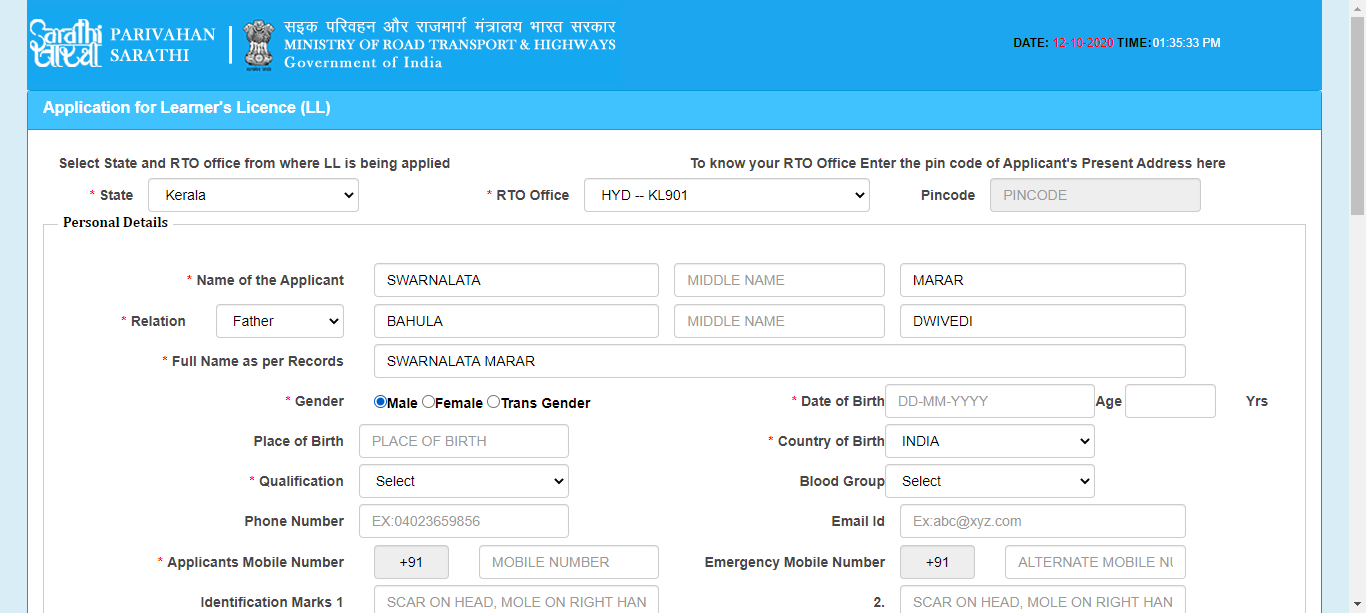 Sarathi PARIVAHAN
सारथी SARATHI
सड़क परिवहन और राजमार्ग मंत्रालय भारत सरकार
MINISTRY OF ROAD TRANSPORT & HIGHWAYS
Government of India
DATE: 12-10-2020 TIME:01:35:33 PM
Application for Learner's Licence (LL)
Select State and RTO office from where LL is being applied To know your RTO Office Enter the pin code of Applicant's Present Address here
* State Kerala * RTO Office HYD -- KL901 Pincode PINCODE
Personal Details
* Name of the Applicant SWARNALATA MIDDLE NAME MARAR
* Relation Father BAHULA MIDDLE NAME DWIVEDI
* Full Name as per Records SWARNALATA MARAR
* Gender Male Female Trans Gender * Date of Birth DD-MM-YYYY Age Yrs
Place of Birth PLACE OF BIRTH * Country of Birth INDIA
* Qualification Select Blood Group Select
Phone Number EX:04023659856 Email Id Ex:abc@xyz.com
* Applicants Mobile Number +91 MOBILE NUMBER Emergency Mobile Number +91 ALTERNATE MOBILE NU
Identification Marks 1 SCAR ON HEAD, MOLE ON RIGHT HAN 2. SCAR ON HEAD, MOLE ON RIGHT HAN